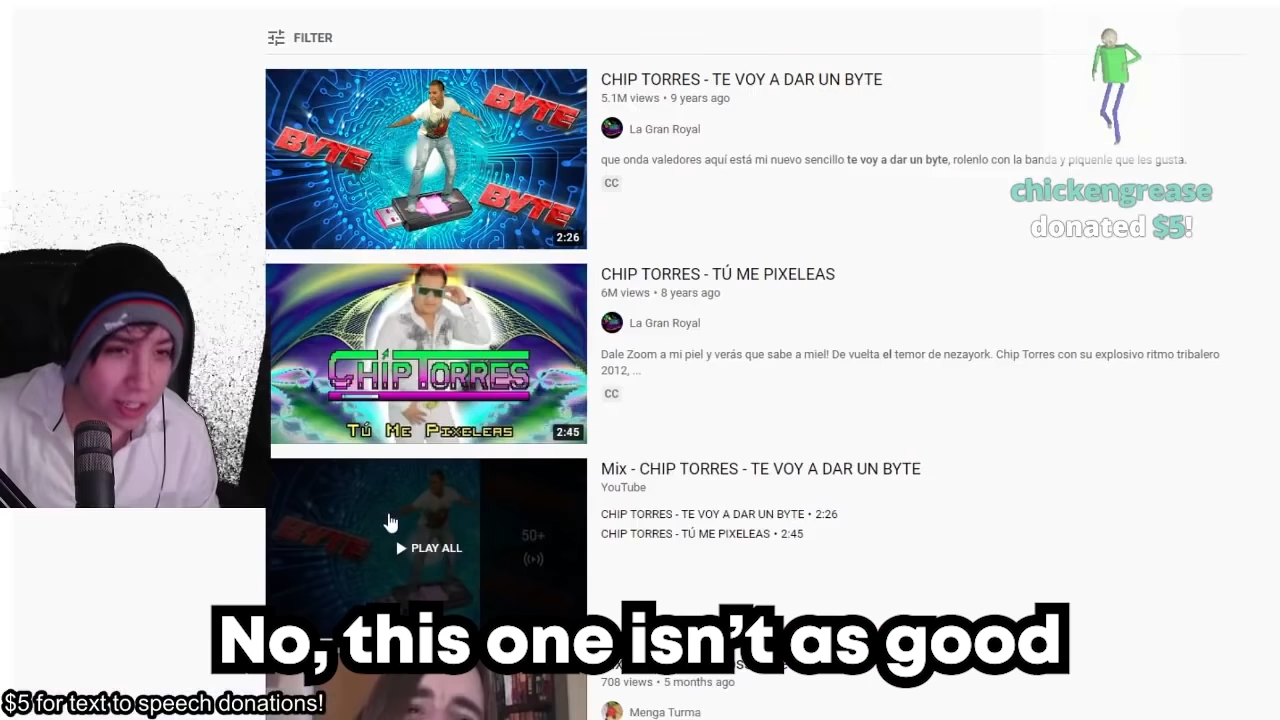 FILTER
BYTE
BYTE
BYTE
2:26
CHIP TORRES - TE VOY A DAR UN BYTE
5.1M views • 9 years ago
La Gran Royal
que onda valedores aquí está mi nuevo sencillo te voy a dar un byte, rolenlo con la banda y piquenle que les gusta.
CC
chickengrease
donated $5!
CHIP TORRES
TÚ ME PIXELEAS
2:45
CHIP TORRES - TÚ ME PIXELEAS
6M views • 8 years ago
La Gran Royal
Dale Zoom a mi piel y verás que sabe a miel! De vuelta el temor de nezayork. Chip Torres con su explosivo ritmo tribalero
2012, ...
CC
BYTE
50+
PLAY ALL
Mix - CHIP TORRES - TE VOY A DAR UN BYTE
YouTube
CHIP TORRES - TE VOY A DAR UN BYTE • 2:26
CHIP TORRES - TÚ ME PIXELEAS • 2:45
No, this one isn't as good
708 views • 5 months ago
Menga Turma
$5 for text to speech donations!